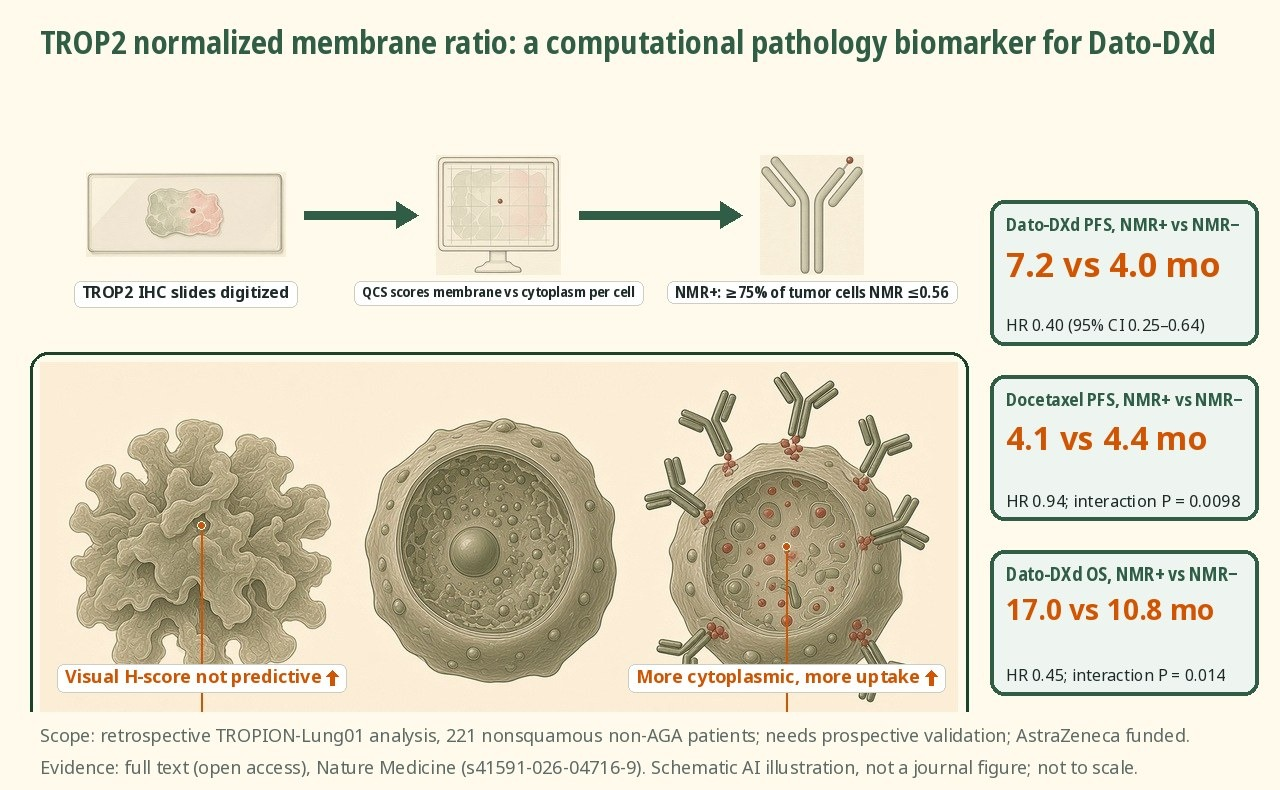 TROP2 normalized membrane ratio: a computational pathology biomarker for Dato-DXd
TROP2 IHC slides digitized
QCS scores membrane vs cytoplasm per cell
NMR+: ≥75% of tumor cells NMR ≤0.56
Dato-DXd PFS, NMR+ vs NMR−
7.2 vs 4.0 mo
HR 0.40 (95% CI 0.25–0.64)
Docetaxel PFS, NMR+ vs NMR−
4.1 vs 4.4 mo
HR 0.94; interaction P = 0.0098
Dato-DXd OS, NMR+ vs NMR−
17.0 vs 10.8 mo
HR 0.45; interaction P = 0.014
Visual H-score not predictive ⬆
More cytoplasmic, more uptake ⬆
Scope: retrospective TROPION-Lung01 analysis, 221 nonsquamous non-AGA patients; needs prospective validation; AstraZeneca funded.
Evidence: full text (open access), Nature Medicine (s41591-026-04716-9). Schematic AI illustration, not a journal figure; not to scale.